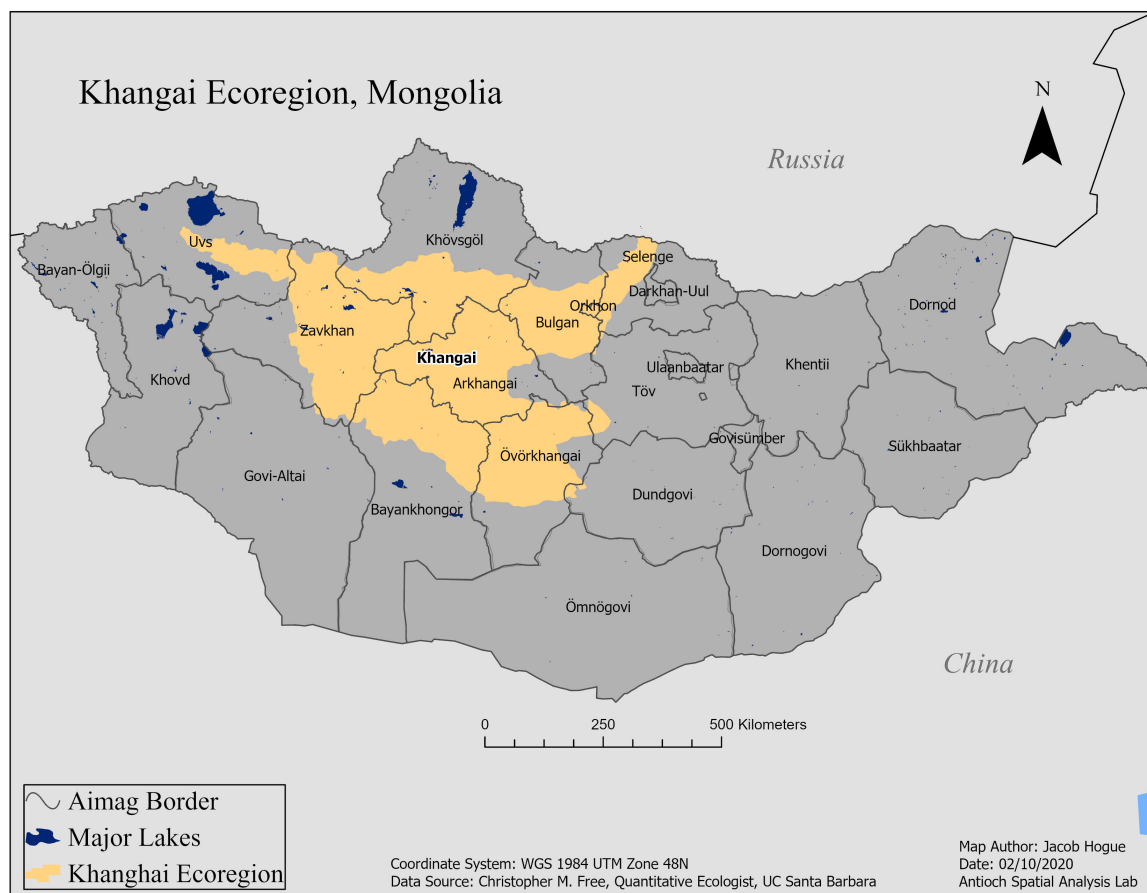 Khangai Ecoregion, Mongolia
N
Russia
Uvs
Khövsgöl
Selenge
Bayan-Ölgii
Darkhan-Uul
Orkhon
Dornod
Zavkhan
Bulgan
Khangai
Ulaanbaatar
Khentii
Khovd
Arkhangai
Töv
Govisümber
Sükhbaatar
Övörkhangai
Govi-Altai
Dundgovi
Bayankhongor
Dornogovi
Ömnögovi
China
0 250 500 Kilometers
Aimag Border
Major Lakes
Khanghai Ecoregion
Coordinate System: WGS 1984 UTM Zone 48N
Data Source: Christopher M. Free, Quantitative Ecologist, UC Santa Barbara
Map Author: Jacob Hogue
Date: 02/10/2020
Antioch Spatial Analysis Lab